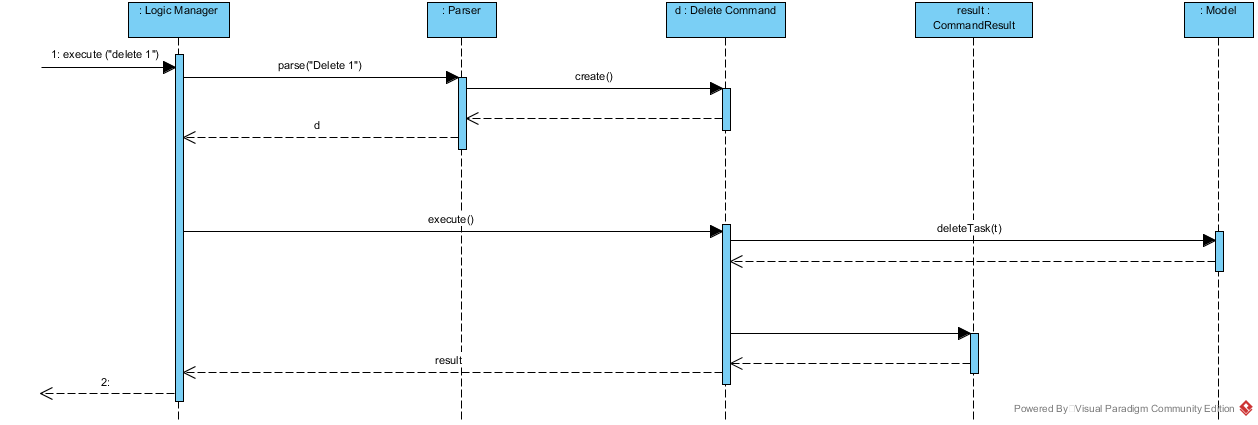 : Logic Manager
: Parser
d : Delete Command
result :
CommandResult
: Model
1: execute ("delete 1")
parse("Delete 1")
create()
d
execute()
deleteTask(t)
result
2:
Powered By Visual Paradigm Community Edition